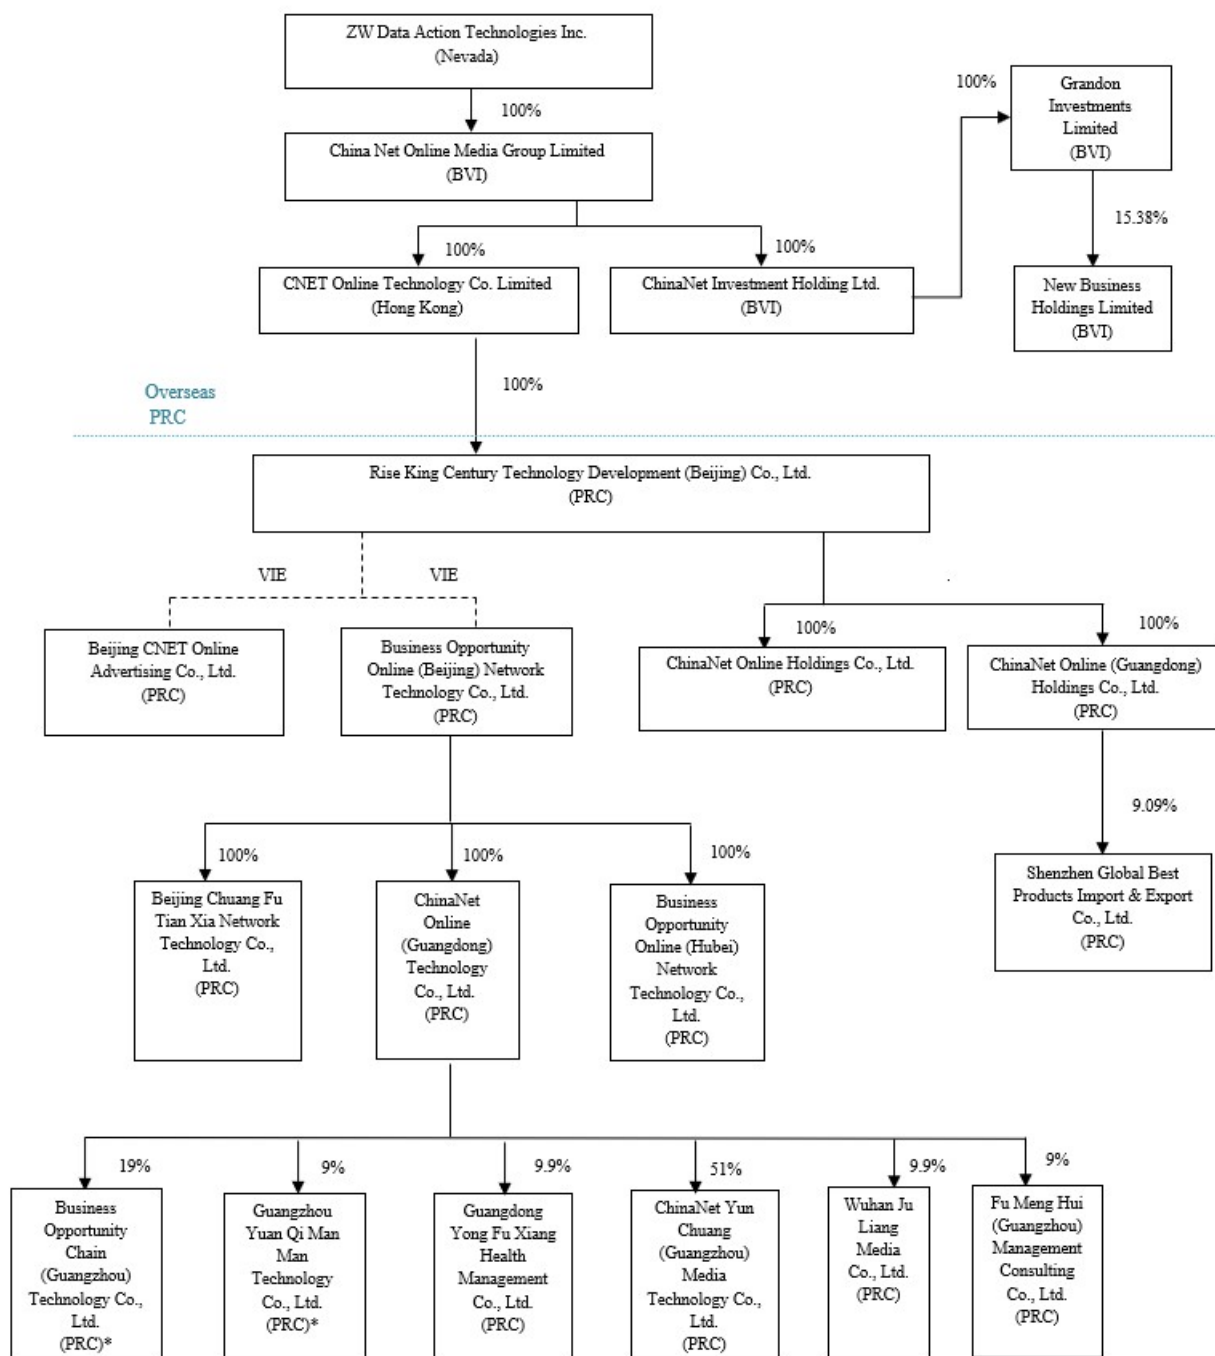 ZW Data Action Technologies Inc.
(Nevada)
100%
China Net Online Media Group Limited
(BVI)
100%
Grandon
Investments
Limited
(BVI)
15.38%
New Business
Holdings Limited
(BVI)
100%
CNET Online Technology Co. Limited
(Hong Kong)
100%
ChinaNet Investment Holding Ltd.
(BVI)
100%
Overseas
PRC
Rise King Century Technology Development (Beijing) Co., Ltd.
(PRC)
VIE
VIE
Beijing CNET Online
Advertising Co., Ltd.
(PRC)
Business Opportunity
Online (Beijing) Network
Technology Co., Ltd.
(PRC)
100%
ChinaNet Online Holdings Co., Ltd.
(PRC)
100%
ChinaNet Online (Guangdong)
Holdings Co., Ltd.
(PRC)
9.09%
Shenzhen Global Best
Products Import & Export
Co., Ltd.
(PRC)
100%
Beijing Chuang Fu
Tian Xia Network
Technology Co.,
Ltd.
(PRC)
100%
ChinaNet
Online
(Guangdong)
Technology
Co., Ltd.
(PRC)
100%
Business
Opportunity
Online (Hubei)
Network
Technology Co.,
Ltd.
(PRC)
19%
Business
Opportunity
Chain
(Guangzhou)
Technology Co.,
Ltd.
(PRC)*
9%
Guangzhou
Yuan Qi Man
Man
Technology
Co., Ltd.
(PRC)*
9.9%
Guangdong
Yong Fu Xiang
Health
Management
Co., Ltd.
(PRC)
51%
ChinaNet Yun
Chuang
(Guangzhou)
Media
Technology Co.,
Ltd.
(PRC)
9.9%
Wuhan Ju
Liang
Media
Co., Ltd.
(PRC)
9%
Fu Meng Hui
(Guangzhou)
Management
Consulting
Co., Ltd.
(PRC)